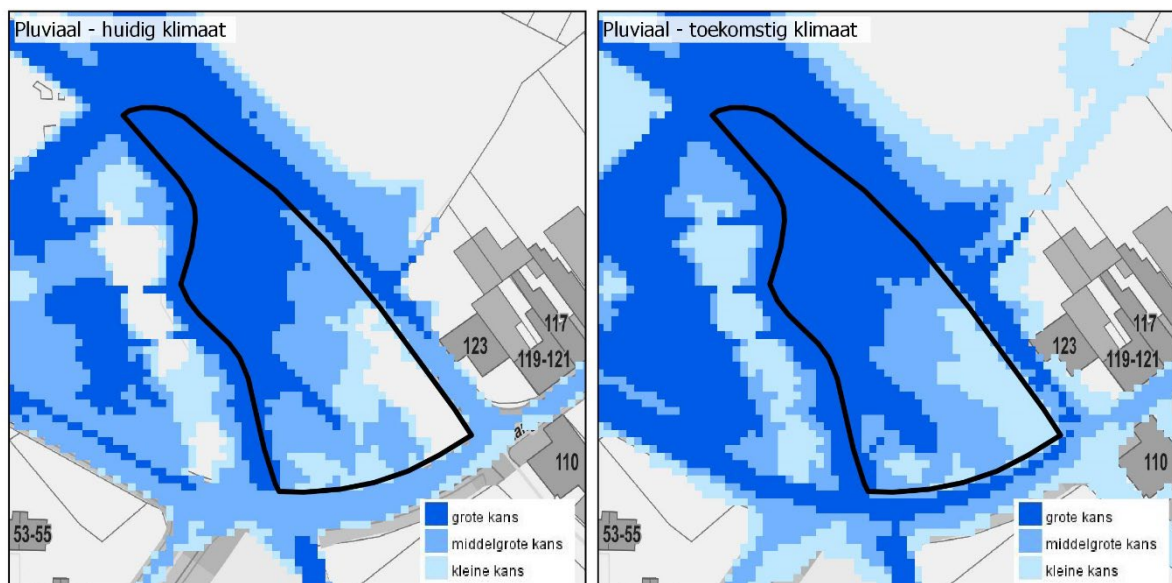 Pluviaal - huidig klimaat
117
123
119-121
110
53-55
grote kans
middelgrote kans
kleine kans
Pluviaal - toekomstig klimaat
117
123
119-121
110
53-55
grote kans
middelgrote kans
kleine kans